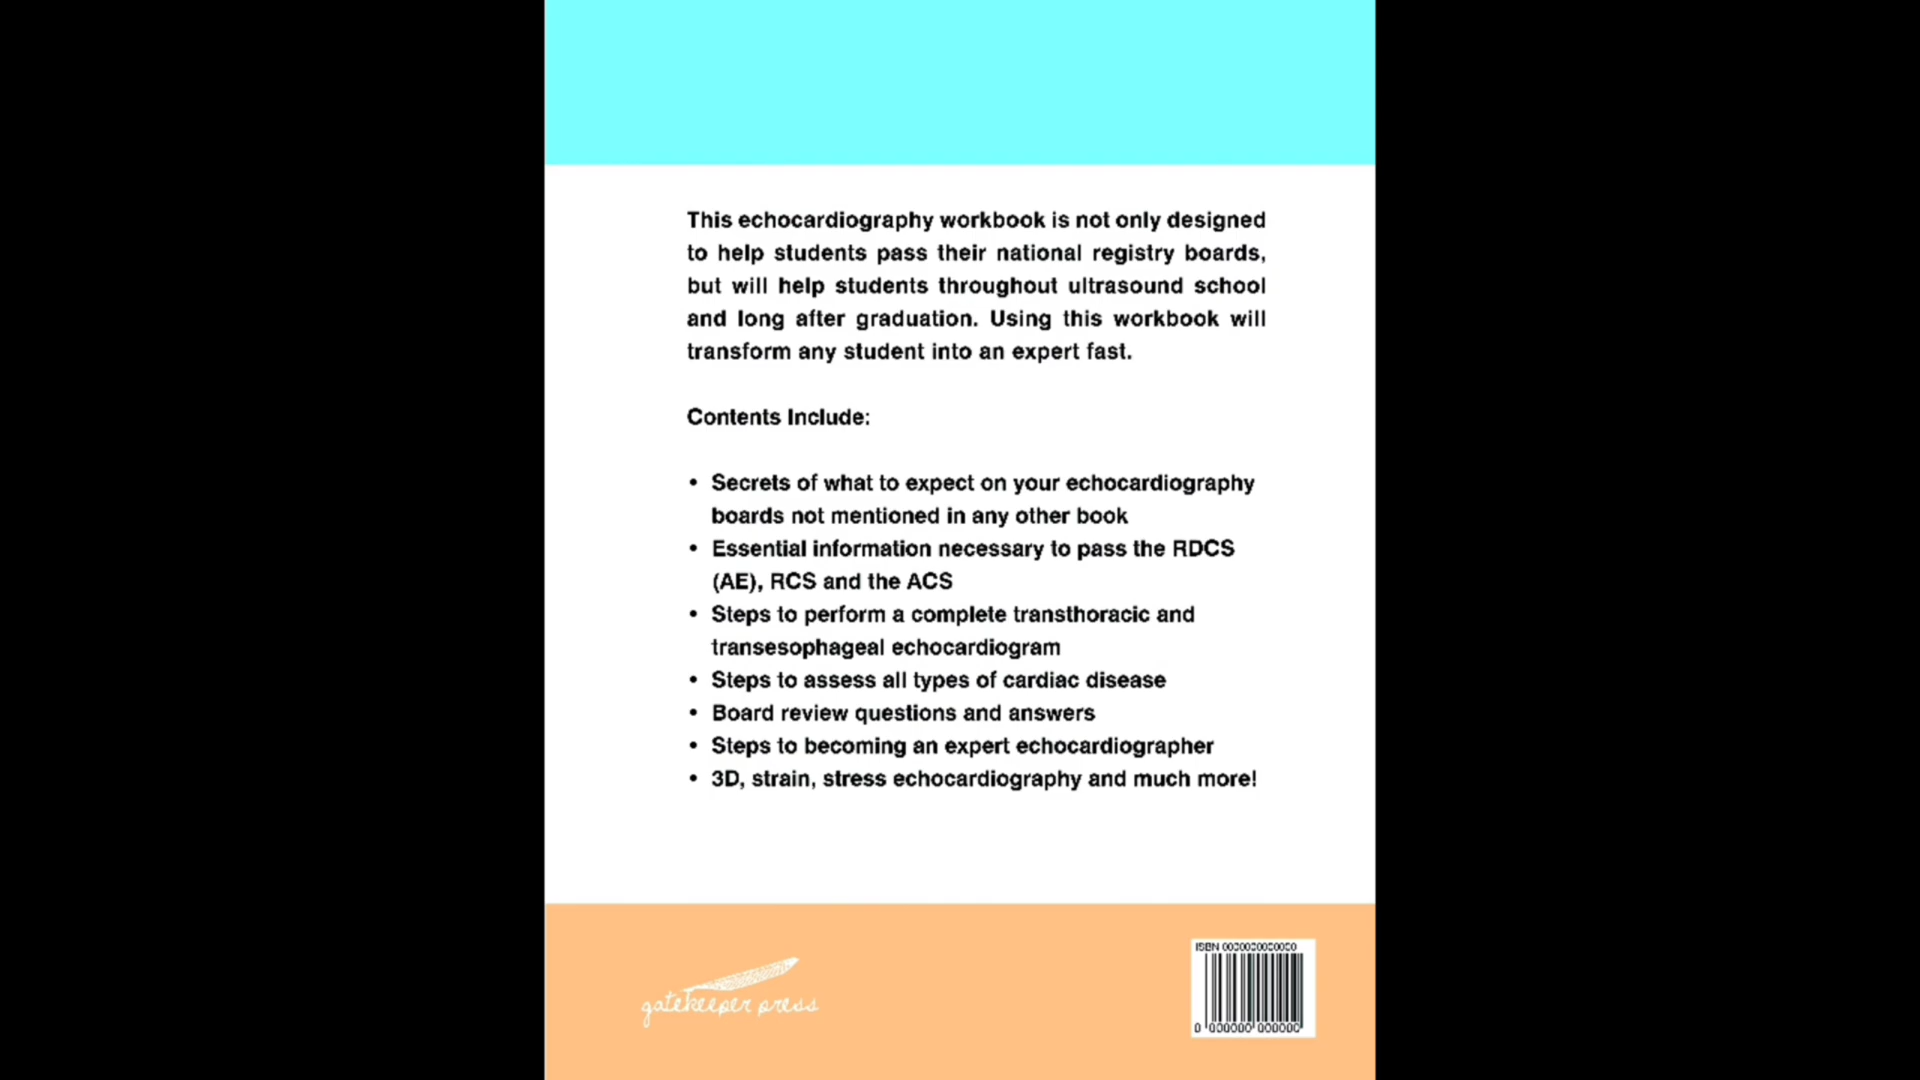 This echocardiography workbook is not only designed
to help students pass their national registry boards,
but will help students throughout ultrasound school
and long after graduation. Using this workbook will
transform any student into an expert fast.
Contents Include:
• Secrets of what to expect on your echocardiography
boards not mentioned in any other book
• Essential information necessary to pass the RDCS
(AE), RCS and the ACS
• Steps to perform a complete transthoracic and
transesophageal echocardiogram
• Steps to assess all types of cardiac disease
• Board review questions and answers
• Steps to becoming an expert echocardiographer
• 3D, strain, stress echocardiography and much more!
gatekeeper press
ISBN 0000000000000
0 000000 000000